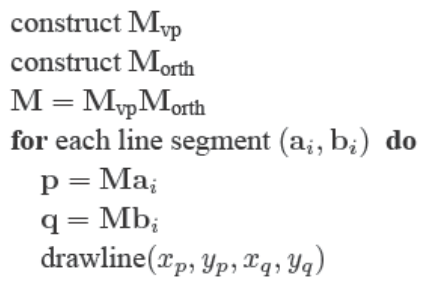 construct M_vp
construct M_orth
M = M_vp M_orth
for each line segment (a_i, b_i) do
p = Ma_i
q = Mb_i
drawline(x_p, y_p, x_q, y_q)